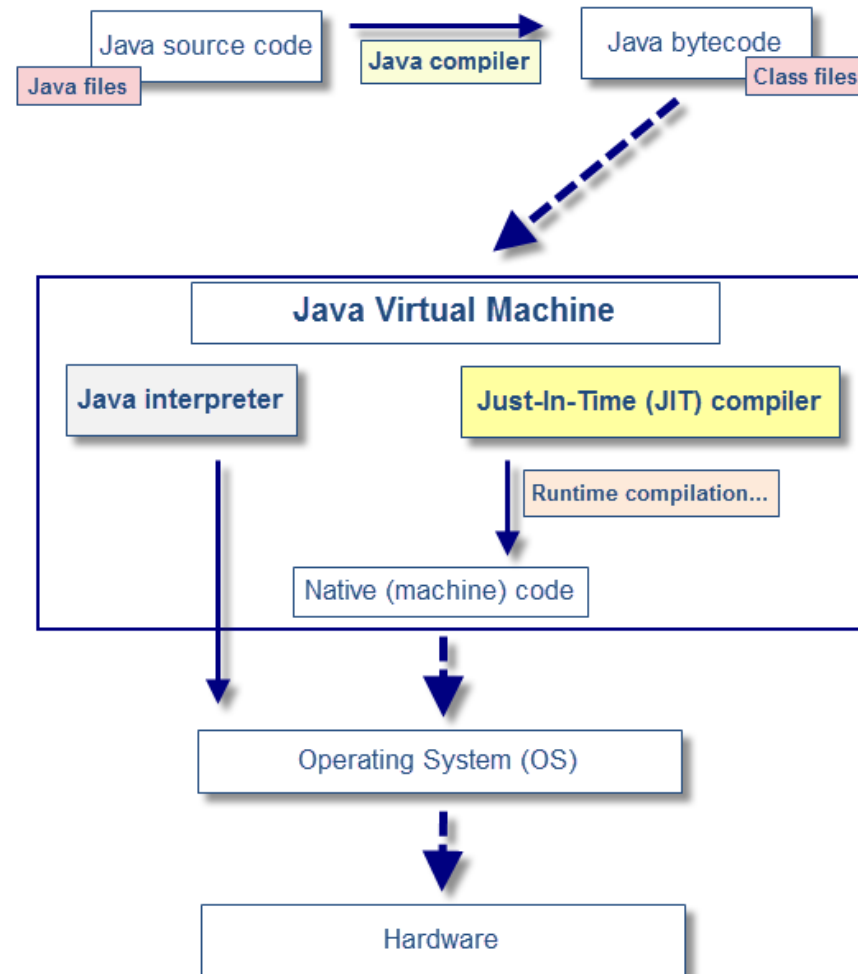 Java source code
Java files
Java compiler
Java bytecode
Class files
Java Virtual Machine
Java interpreter
Just-In-Time (JIT) compiler
Runtime compilation...
Native (machine) code
Operating System (OS)
Hardware